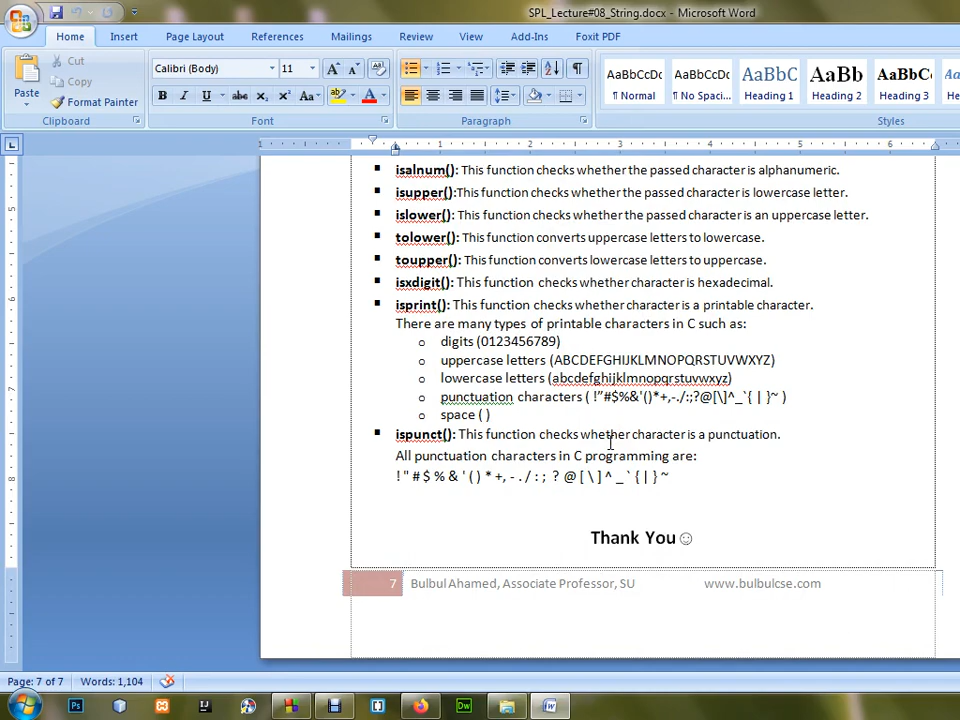 SPL_Lecture#08_String.docx - Microsoft Word
Home Insert Page Layout References Mailings Review View Add-Ins Foxit PDF
Cut
Copy
Format Painter
Paste
Calibri (Body) 11
AaBbCcDc AaBbCcDc AaBbC AaBb AaBbC
¶ Normal ¶ No Spaci... Heading 1 Heading 2 Heading 3
Clipboard Font Paragraph Styles
isalnum(): This function checks whether the passed character is alphanumeric.
isupper():This function checks whether the passed character is lowercase letter.
islower(): This function checks whether the passed character is an uppercase letter.
tolower(): This function converts uppercase letters to lowercase.
toupper(): This function converts lowercase letters to uppercase.
isxdigit(): This function checks whether character is hexadecimal.
isprint(): This function checks whether character is a printable character.
There are many types of printable characters in C such as:
o digits (0123456789)
o uppercase letters (ABCDEFGHIJKLMNOPQRSTUVWXYZ)
o lowercase letters (abcdefghijklmnopqrstuvwxyz)
o punctuation characters ( !”#$%&'()*+,-./:;?@[\]^_`{ | }~ )
o space ( )
ispunct(): This function checks whether character is a punctuation.
All punctuation characters in C programming are:
! " # $ % & ' ( ) * +, - . / : ; ? @ [ \ ] ^ _ ` { | } ~
Thank You☺
7 Bulbul Ahamed, Associate Professor, SU www.bulbulcse.com
Page: 7 of 7 Words: 1,104